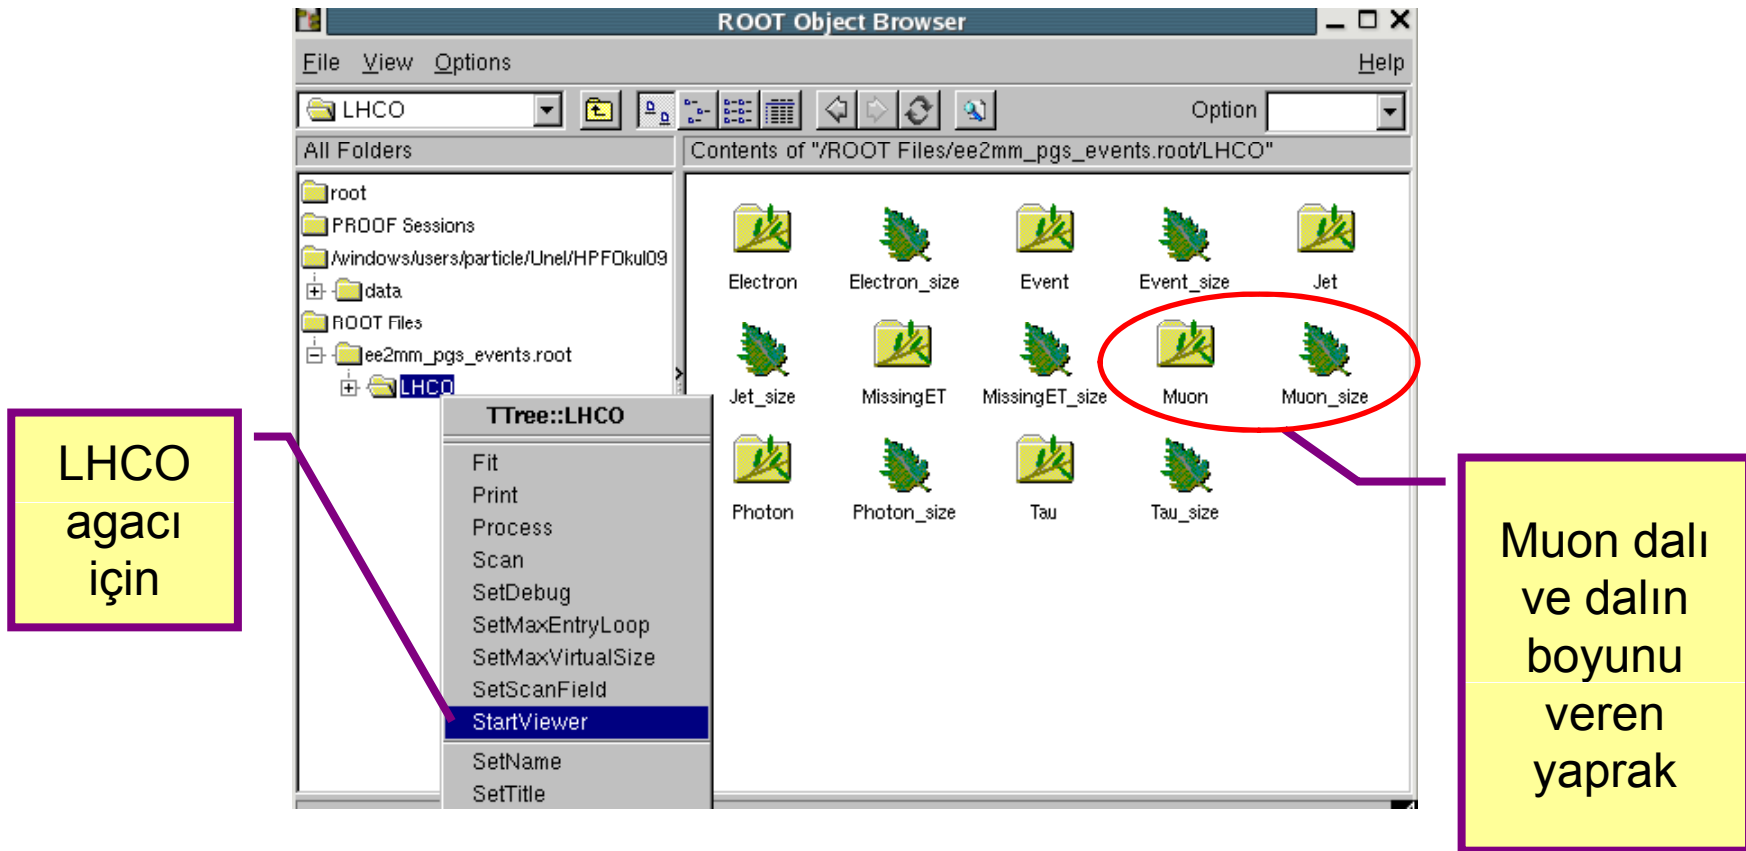 ROOT Object Browser
File View Options Help
LHCO Option
All Folders
Contents of "/ROOT Files/ee2mm_pgs_events.root/LHCO"
root
PROOF Sessions
/windows/users/particle/Unel/HPFOkul09
data
ROOT Files
ee2mm_pgs_events.root
LHCO
Electron Electron_size Event Event_size Jet
Jet_size MissingET MissingET_size Muon Muon_size
Photon Photon_size Tau Tau_size
TTree::LHCO
Fit
Print
Process
Scan
SetDebug
SetMaxEntryLoop
SetMaxVirtualSize
SetScanField
StartViewer
SetName
SetTitle
LHCO
agacı
için
Muon dalı
ve dalın
boyunu
veren
yaprak